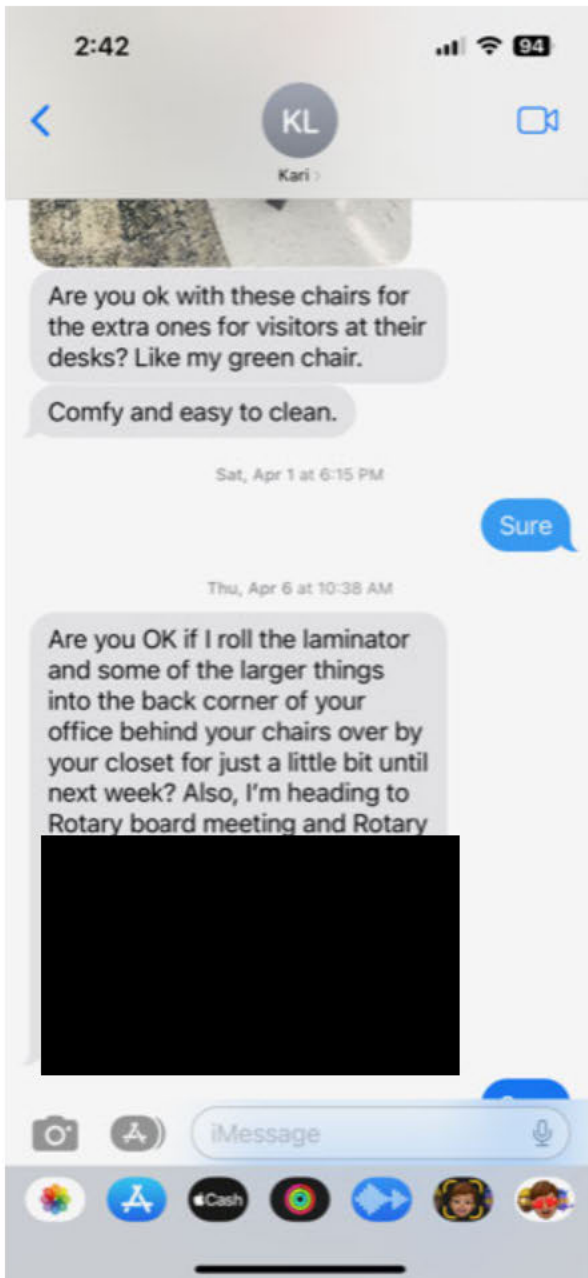 2:42
94
KL
Kari
Are you ok with these chairs for
the extra ones for visitors at their
desks? Like my green chair.
Comfy and easy to clean.
Sat, Apr 1 at 6:15 PM
Sure
Thu, Apr 6 at 10:38 AM
Are you OK if I roll the laminator
and some of the larger things
into the back corner of your
office behind your chairs over by
your closet for just a little bit until
next week? Also, I'm heading to
Rotary board meeting and Rotary
iMessage
Cash